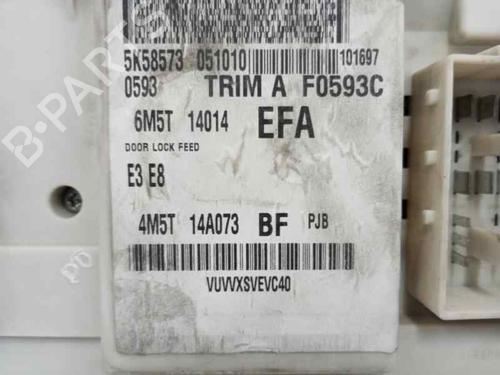 5K58573 051010 101697
0593 TRIM A F0593C
6M5T 14014 EFA
DOOR LOCK FEED
E3 E8
4M5T 14A073 BF PJB
VUVVXSVEVC40
B-PARTS